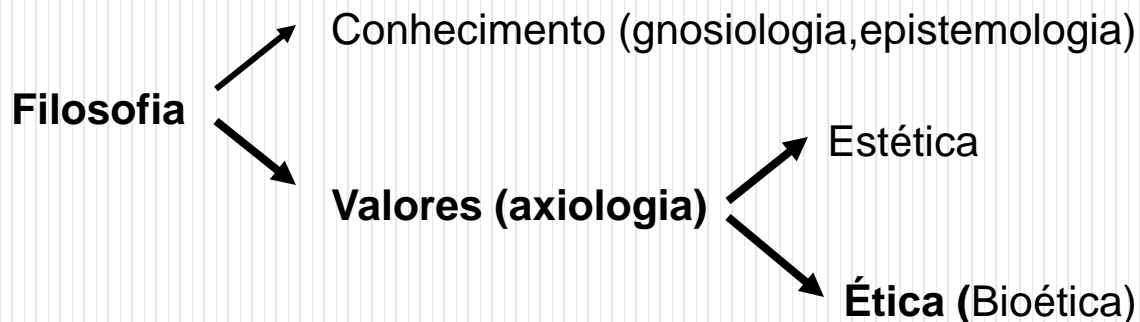 Conhecimento (gnosiologia,epistemologia)
Filosofia
Estética
Valores (axiologia)
Ética (Bioética)